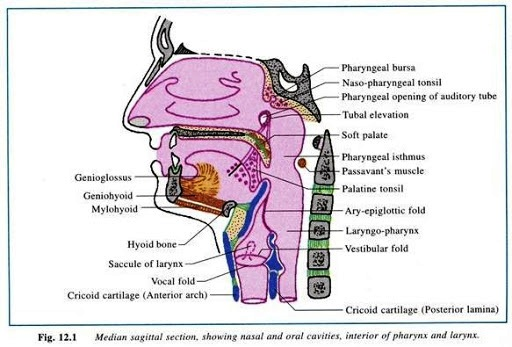 Pharyngeal bursa
Naso-pharyngeal tonsil
Pharyngeal opening of auditory tube
Tubal elevation
Soft palate
Pharyngeal isthmus
Passavant's muscle
Palatine tonsil
Ary-epiglottic fold
Laryngo-pharynx
Vestibular fold
Cricoid cartilage (Posterior lamina)
Genioglossus
Geniohyoid
Mylohyoid
Hyoid bone
Saccule of larynx
Vocal fold
Cricoid cartilage (Anterior arch)
Fig. 12.1 Median sagittal section, showing nasal and oral cavities, interior of pharynx and larynx.